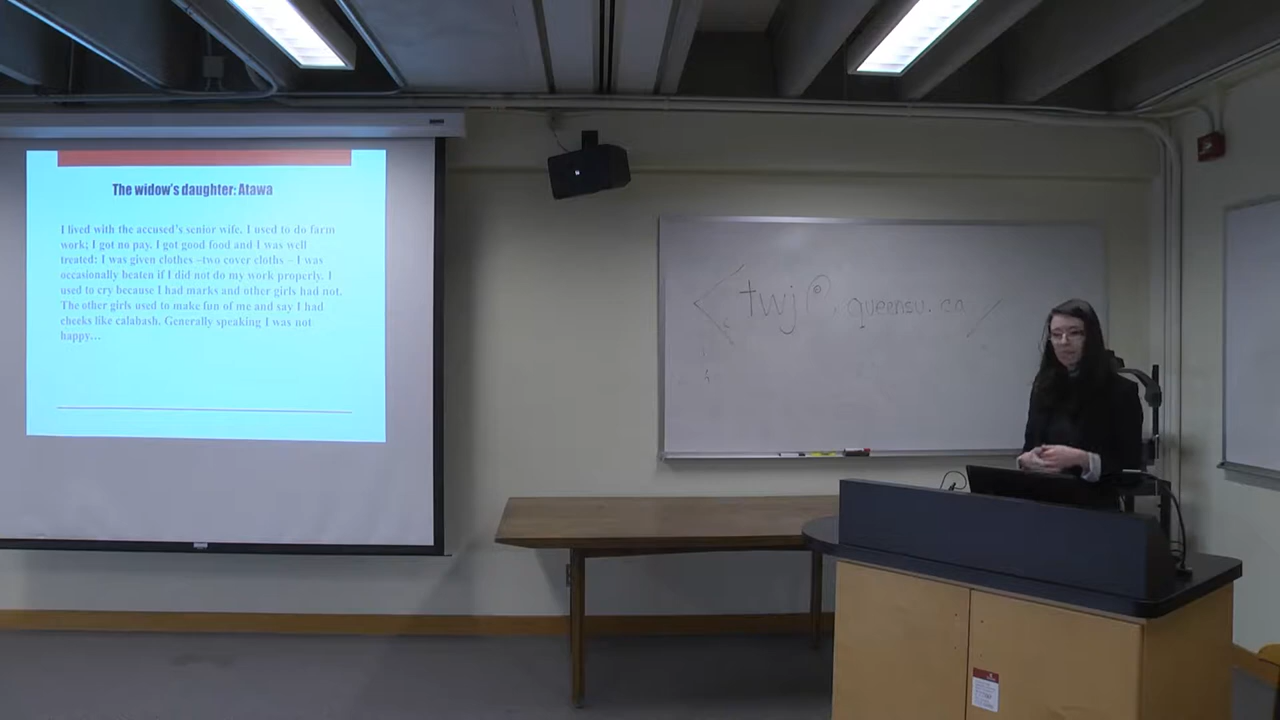 The widow's daughter: Atawa
I lived with the accused's senior wife. I used to do farm
work; I got no pay. I got good food and I was well
treated: I was given clothes –two cover cloths – I was
occasionally beaten if I did not do my work properly. I
used to cry because I had marks and other girls had not.
The other girls used to make fun of me and say I had
cheeks like calabash. Generally speaking I was not
happy…
twj@ queensu.ca